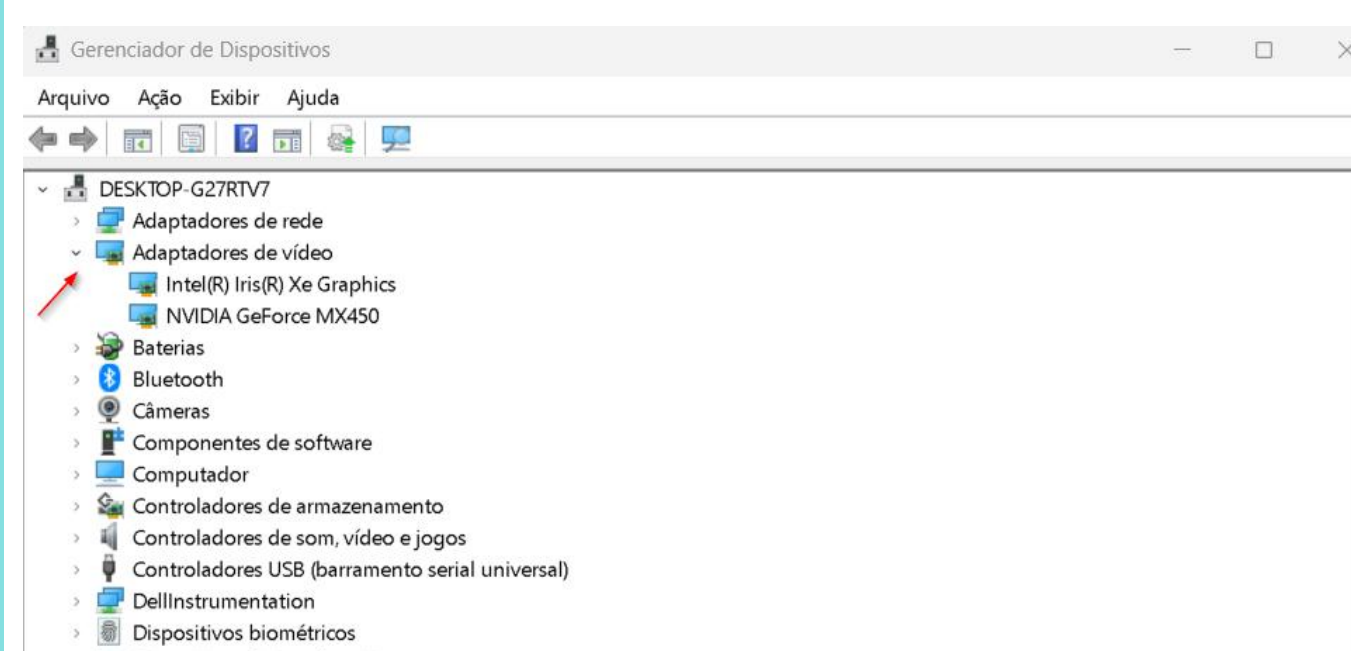 Gerenciador de Dispositivos
Arquivo Ação Exibir Ajuda
DESKTOP-G27RTV7
Adaptadores de rede
Adaptadores de vídeo
Intel(R) Iris(R) Xe Graphics
NVIDIA GeForce MX450
Baterias
Bluetooth
Câmeras
Componentes de software
Computador
Controladores de armazenamento
Controladores de som, vídeo e jogos
Controladores USB (barramento serial universal)
DellInstrumentation
Dispositivos biométricos